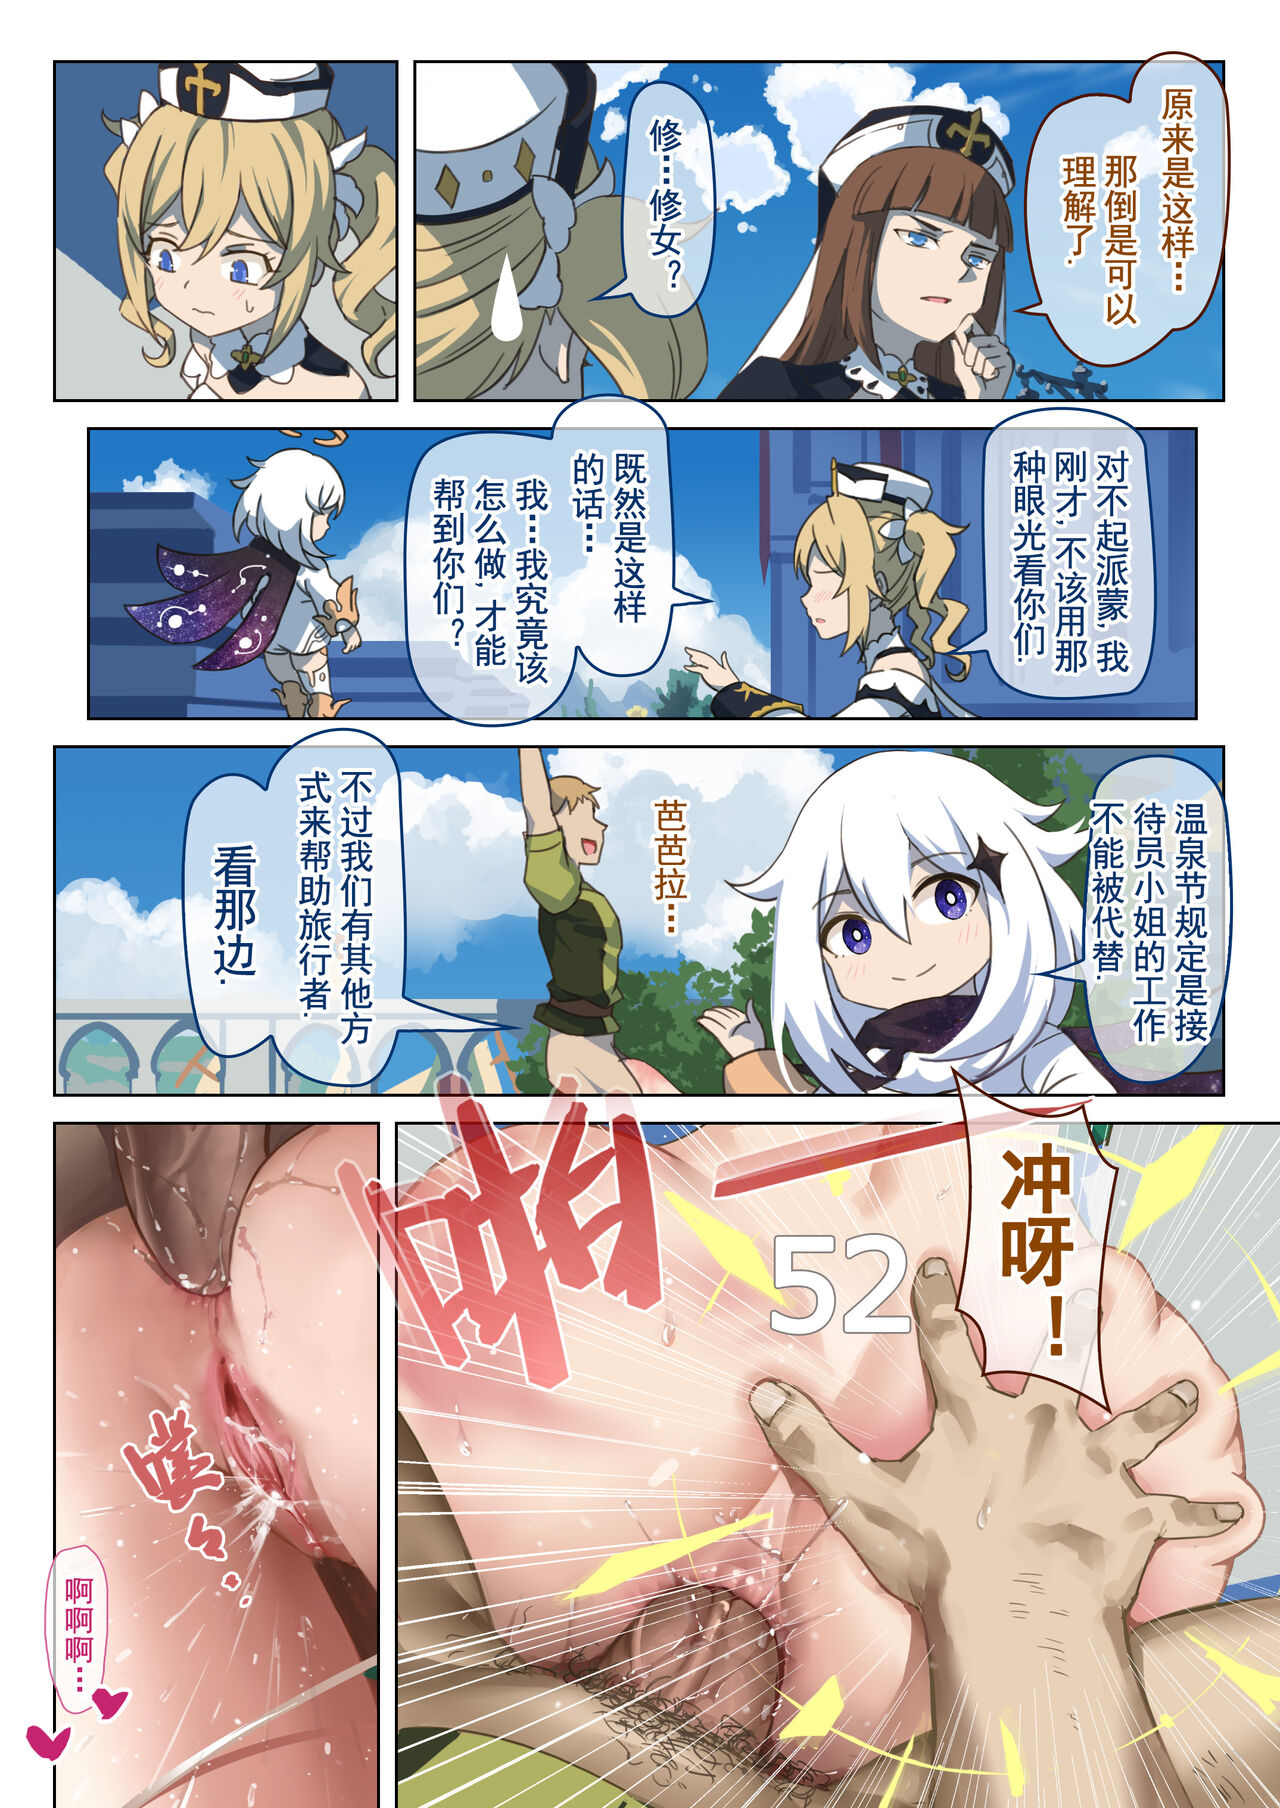 原来是这样…
那倒是可以
理解了.
修…修女?
对不起派蒙,我
刚才,不该用那
种眼光看你们
既然是这样
的话…
我…我究竟该
怎么做,才能
帮到你们?
温泉节规定是接
待员小姐的工作
不能被代替.
芭芭拉…
不过我们有其他方
式来帮助旅行者.
看那边.
冲呀!
啪
52
噗
啊啊啊…